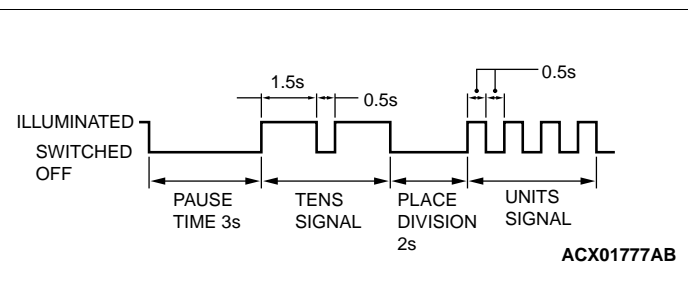 0.5s
1.5s
0.5s
ILLUMINATED
SWITCHED
OFF
PAUSE
TIME 3s
TENS
SIGNAL
PLACE
DIVISION
2s
UNITS
SIGNAL
ACX01777AB